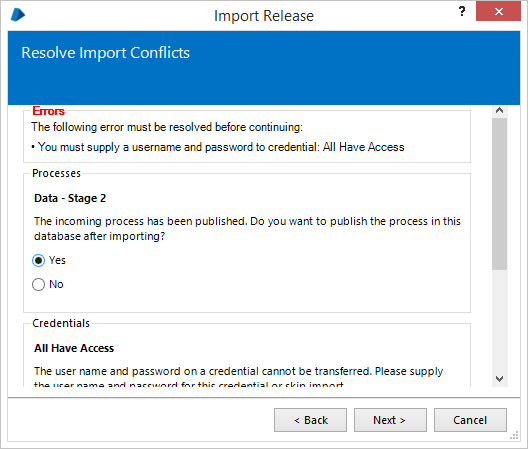 Import Release
?
Resolve Import Conflicts
Errors
The following error must be resolved before continuing:
• You must supply a username and password to credential: All Have Access
Processes
Data - Stage 2
The incoming process has been published. Do you want to publish the process in this
database after importing?
Yes
No
Credentials
All Have Access
The user name and password on a credential cannot be transferred. Please supply
the user name and password for this credential or skip import
< Back
Next >
Cancel